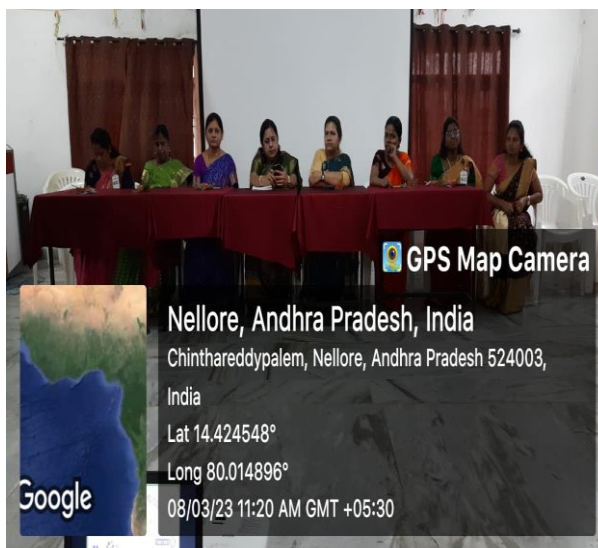 GPS Map Camera
Nellore, Andhra Pradesh, India
Chinthareddypalem, Nellore, Andhra Pradesh 524003,
India
Lat 14.424548°
Long 80.014896°
08/03/23 11:20 AM GMT +05:30
Google